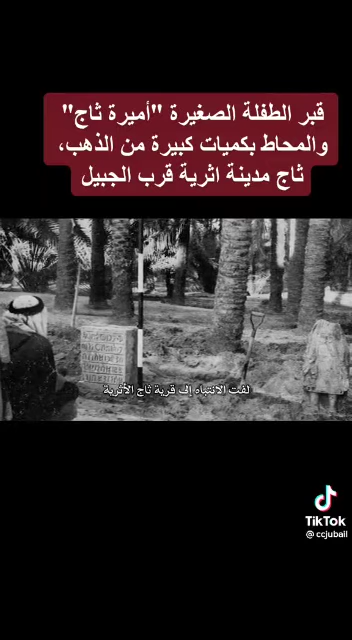 قبر الطفلة الصغيرة "أميرة ثاج"
والمحاط بكميات كبيرة من الذهب،
ثاج مدينة اثرية قرب الجبيل
لفت الانتباه إلى قرية ثاج الأثرية
TikTok
@ ccjubail